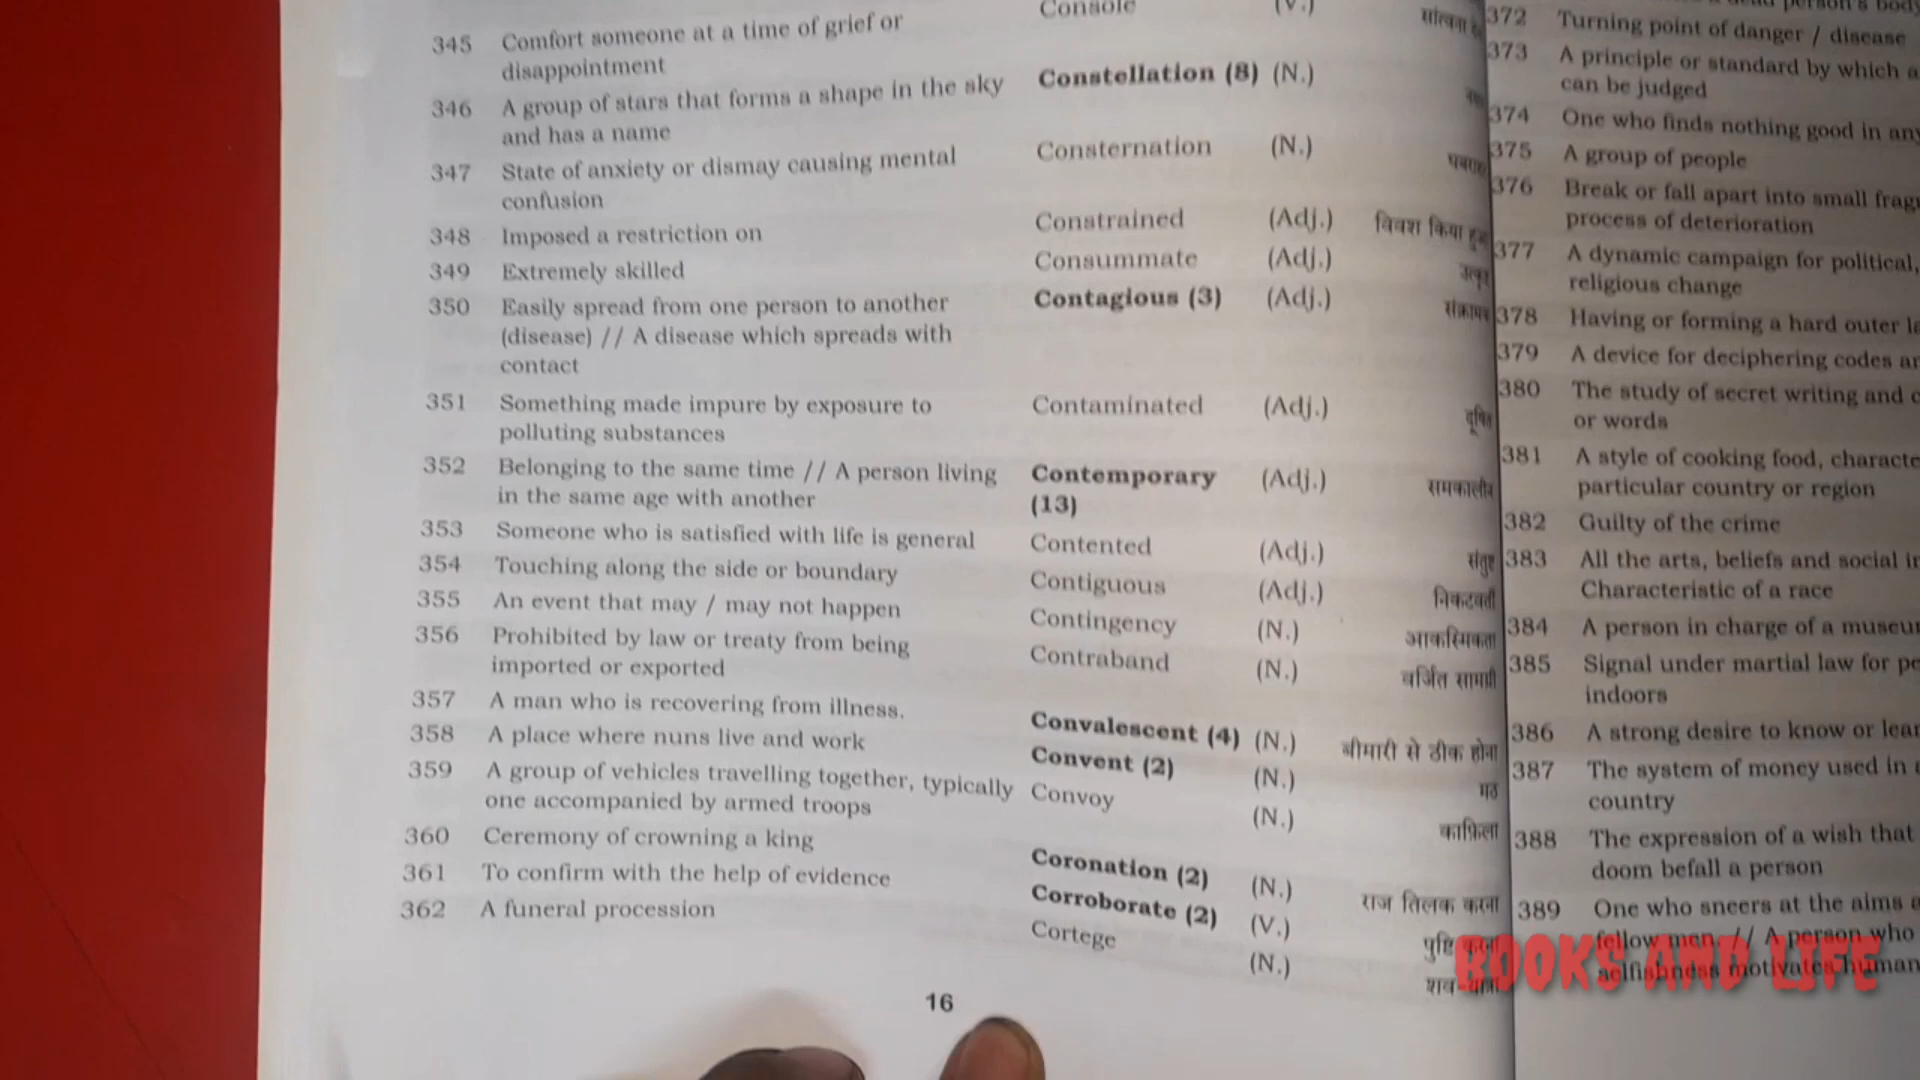 345 Comfort someone at a time of grief or Console (V.)
disappointment
346 A group of stars that forms a shape in the sky Constellation (8) (N.)
and has a name
347 State of anxiety or dismay causing mental Consternation (N.)
confusion
348 Imposed a restriction on Constrained (Adj.) विवश किया
349 Extremely skilled Consummate (Adj.)
350 Easily spread from one person to another Contagious (3) (Adj.)
(disease) // A disease which spreads with
contact
351 Something made impure by exposure to Contaminated (Adj.) दूषित
polluting substances
352 Belonging to the same time // A person living Contemporary (Adj.) समकालीन
in the same age with another (13)
353 Someone who is satisfied with life is general Contented (Adj.) संतुष्ट
354 Touching along the side or boundary Contiguous (Adj.) निकटवर्ती
355 An event that may / may not happen Contingency (N.) आकस्मिकता
356 Prohibited by law or treaty from being Contraband (N.) वर्जित सामग्री
imported or exported
357 A man who is recovering from illness. Convalescent (4) (N.) बीमारी से ठीक होना
358 A place where nuns live and work Convent (2) (N.) मठ
359 A group of vehicles travelling together, typically Convoy (N.) काफ़िला
one accompanied by armed troops
360 Ceremony of crowning a king Coronation (2) (N.) राज तिलक करना
361 To confirm with the help of evidence Corroborate (2) (V.) पुष्टि करना
362 A funeral procession Cortege (N.) शव-यात्रा
16
person's body
372 Turning point of danger / disease
373 A principle or standard by which
can be judged
374 One who finds nothing good in
375 A group of people
376 Break or fall apart into small
process of deterioration
377 A dynamic campaign for political,
religious change
378 Having or forming a hard outer
379 A device for deciphering codes
380 The study of secret writing and
or words
381 A style of cooking food,
particular country or region
382 Guilty of the crime
383 All the arts, beliefs and social
Characteristic of a race
384 A person in charge of a
385 Signal under martial law for
indoors
386 A strong desire to know or
387 The system of money used in
country
388 The expression of a wish that
doom befall a person
389 One who sneers at the aims
fellow men. // A person who
selfishness motivates human
BOOKS AND LIFE